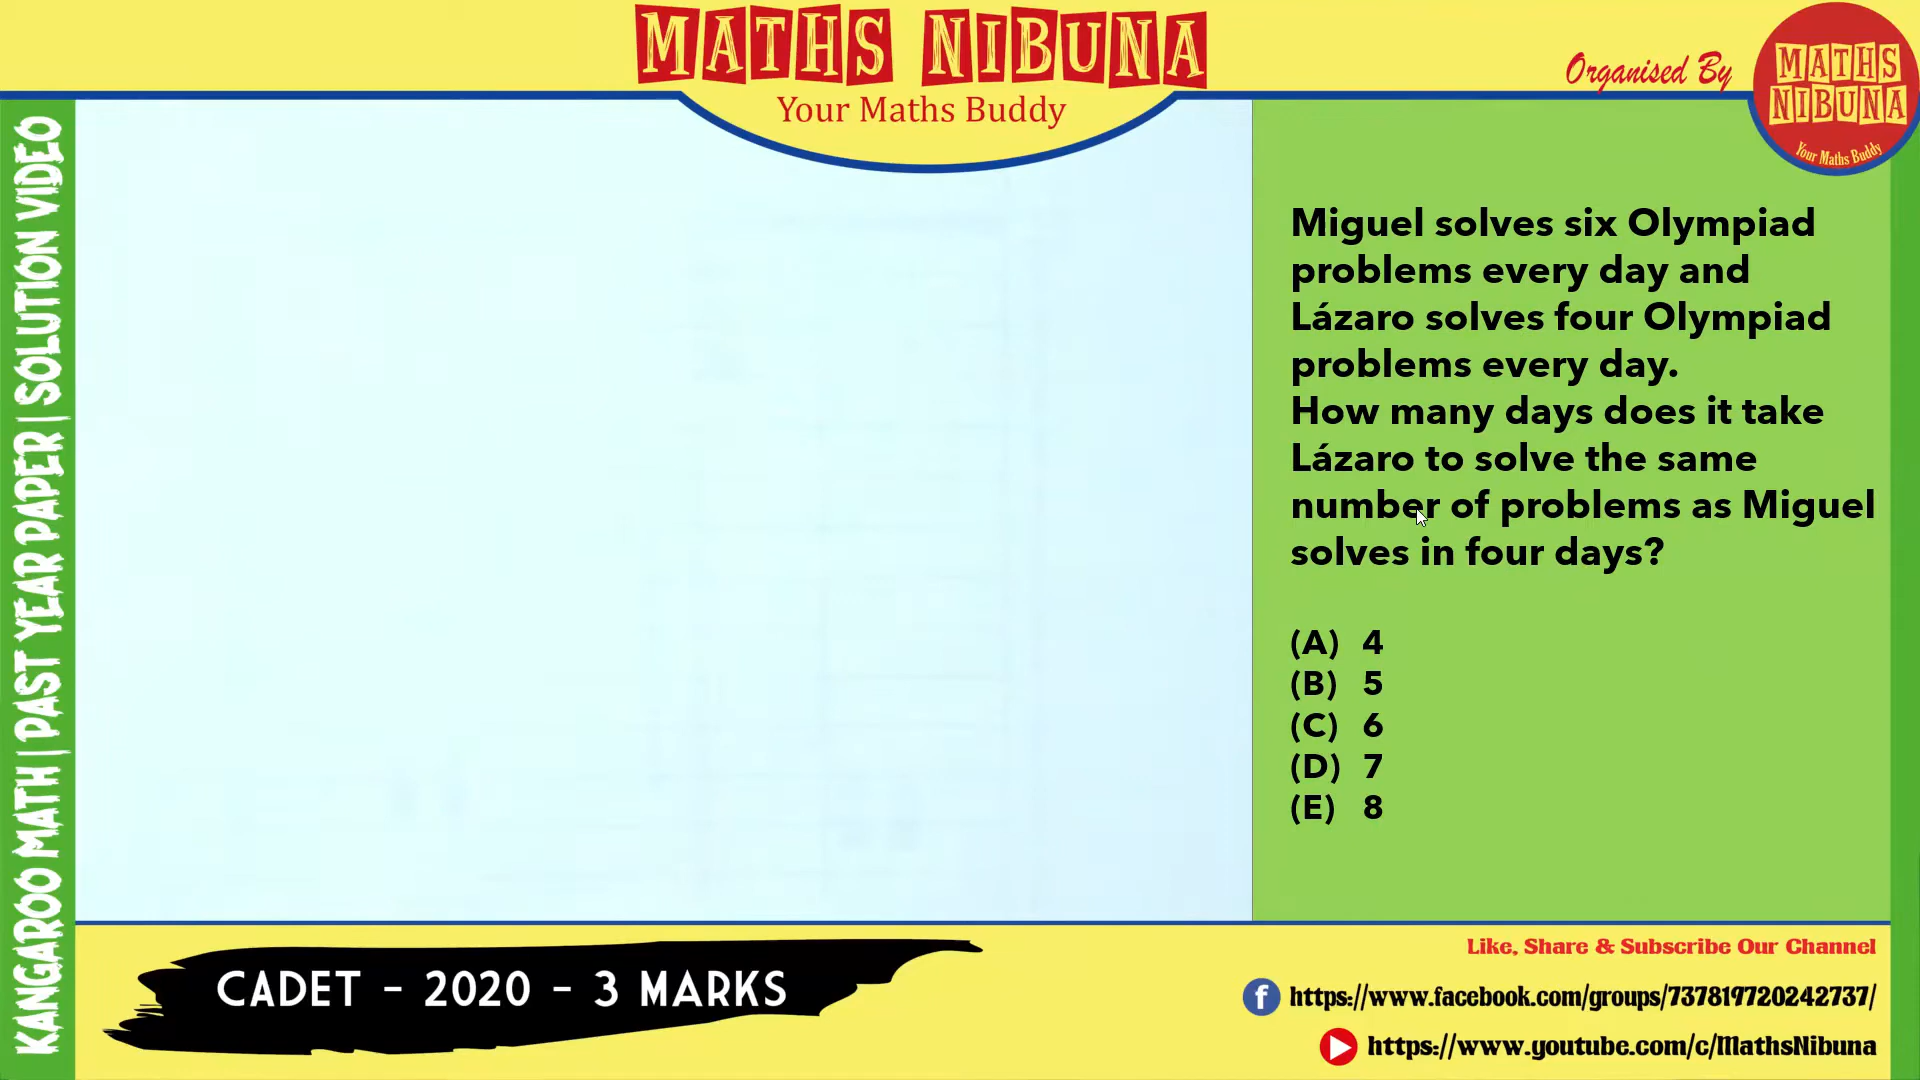 MATHS NIBUNA
Your Maths Buddy
Organised By
MATHS
NIBUNA
Your Maths Buddy
KANGAROO MATH | PAST YEAR PAPER | SOLUTION VIDEO
Miguel solves six Olympiad
problems every day and
Lázaro solves four Olympiad
problems every day.
How many days does it take
Lázaro to solve the same
number of problems as Miguel
solves in four days?
(A) 4
(B) 5
(C) 6
(D) 7
(E) 8
CADET - 2020 - 3 MARKS
Like, Share & Subscribe Our Channel
https://www.facebook.com/groups/737819720242737/
https://www.youtube.com/c/MathsNibuna